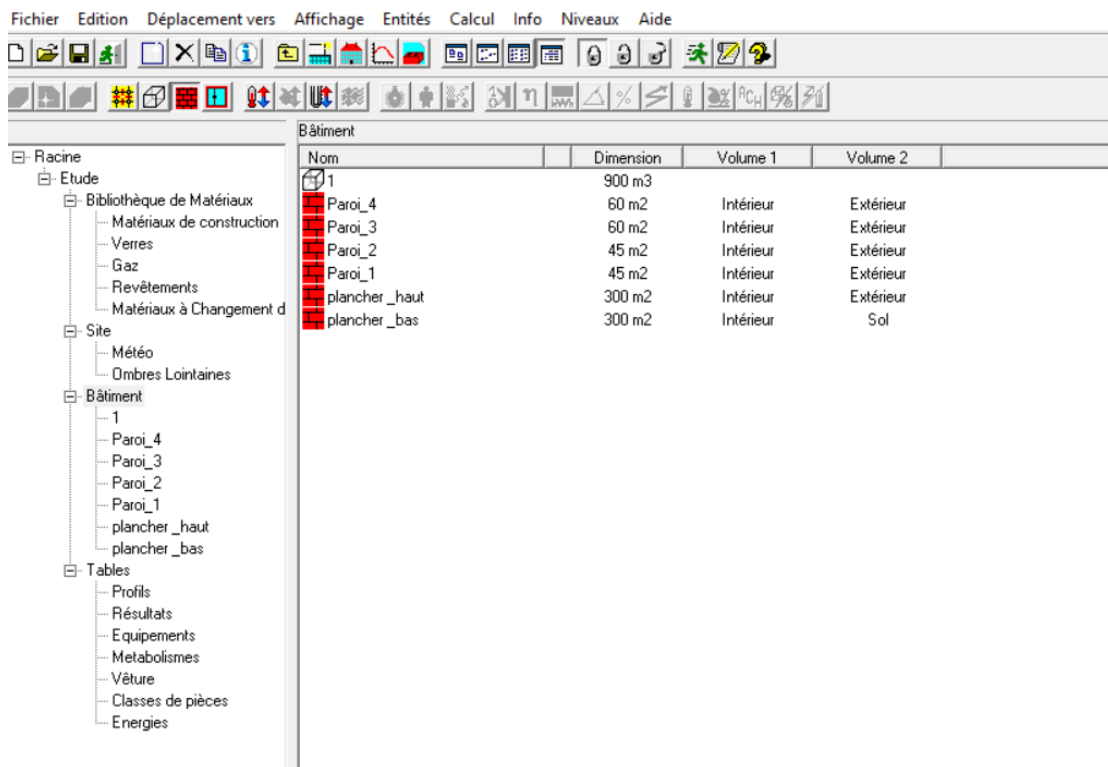 Fichier Edition Déplacement vers Affichage Entités Calcul Info Niveaux Aide
Bâtiment
Racine
Etude
Bibliothèque de Matériaux
Matériaux de construction
Verres
Gaz
Revêtements
Matériaux à Changement d
Site
Météo
Ombres Lointaines
Bâtiment
1
Paroi_4
Paroi_3
Paroi_2
Paroi_1
plancher _haut
plancher _bas
Tables
Profils
Résultats
Equipements
Metabolismes
Vêture
Classes de pièces
Energies
Nom Dimension Volume 1 Volume 2
1 900 m3
Paroi_4 60 m2 Intérieur Extérieur
Paroi_3 60 m2 Intérieur Extérieur
Paroi_2 45 m2 Intérieur Extérieur
Paroi_1 45 m2 Intérieur Extérieur
plancher _haut 300 m2 Intérieur Extérieur
plancher _bas 300 m2 Intérieur Sol